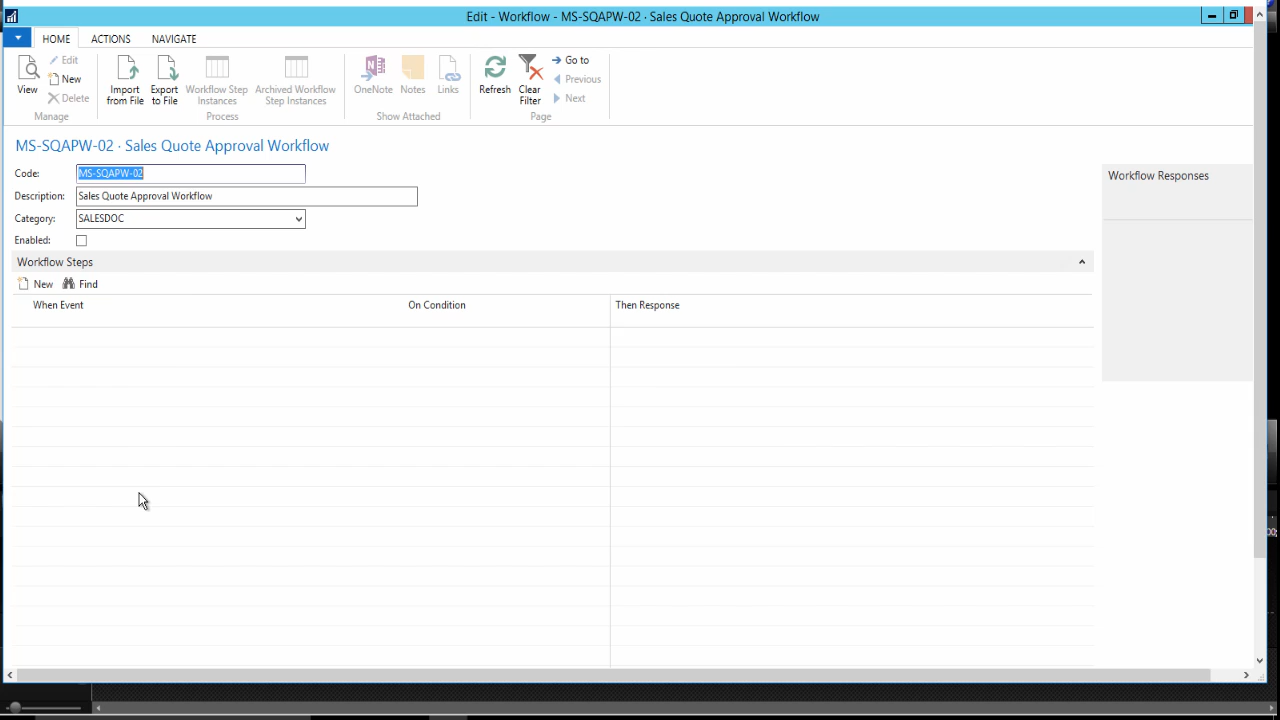 Edit - Workflow - MS-SQAPW-02 · Sales Quote Approval Workflow
HOME ACTIONS NAVIGATE
View
Edit
New
Delete
Manage
Import from File
Export to File
Workflow Step Instances
Archived Workflow Step Instances
Process
OneNote
Notes
Links
Show Attached
Refresh
Clear Filter
Go to
Previous
Next
Page
MS-SQAPW-02 · Sales Quote Approval Workflow
Code: MS-SQAPW-02
Description: Sales Quote Approval Workflow
Category: SALESDOC
Enabled:
Workflow Responses
Workflow Steps
New Find
When Event On Condition Then Response